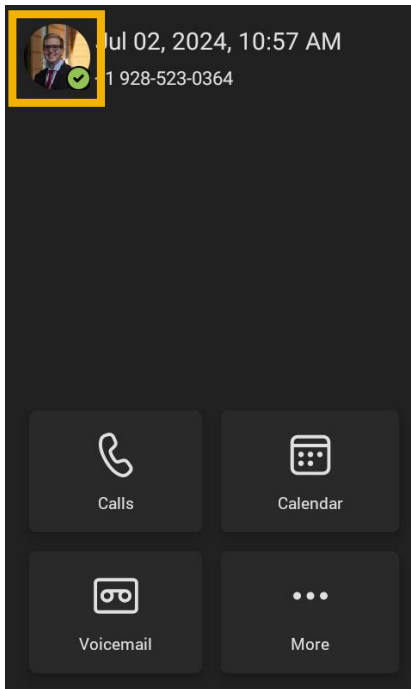 Jul 02, 2024, 10:57 AM
+1 928-523-0364
Calls
Calendar
Voicemail
More